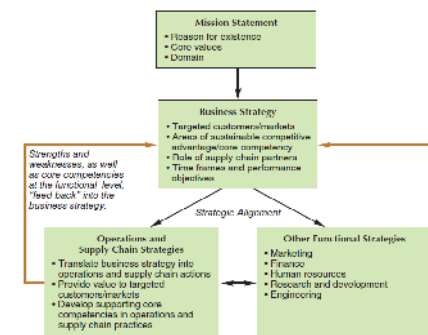 Mission Statement
• Reason for existence
• Core values
• Domain
Business Strategy
• Targeted customers/markets
• Areas of sustainable competitive
advantage/core competency
• Role of supply chain partners
• Time frames and performance
objectives
Strengths and
weaknesses, as well
as core competencies
at the functional level,
"feed back" into the
business strategy.
Strategic Alignment
Operations and
Supply Chain Strategies
• Translate business strategy into
operations and supply chain actions
• Provide value to targeted
customers/markets
• Develop supporting core
competencies in operations and
supply chain practices
Other Functional Strategies
• Marketing
• Finance
• Human resources
• Research and development
• Engineering